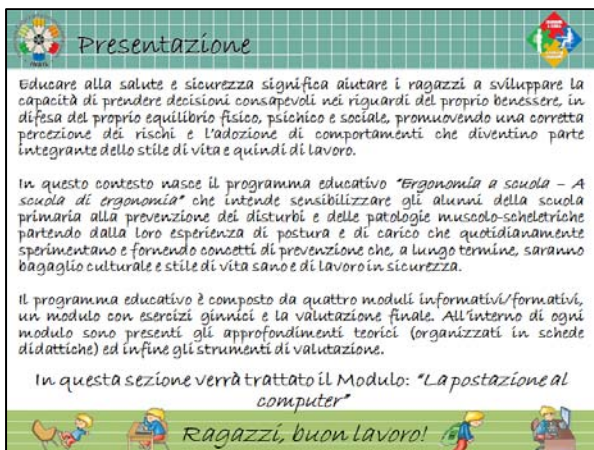 Presentazione
Educare alla salute e sicurezza significa aiutare i ragazzi a sviluppare la
capacità di prendere decisioni consapevoli nei riguardi del proprio benessere, in
difesa del proprio equilibrio fisico, psichico e sociale, promuovendo una corretta
percezione dei rischi e l'adozione di comportamenti che diventino parte
integrante dello stile di vita e quindi di lavoro.
In questo contesto nasce il programma educativo "Ergonomia a scuola – A
scuola di ergonomia" che intende sensibilizzare gli alunni della scuola
primaria alla prevenzione dei disturbi e delle patologie muscolo-scheletriche
partendo dalla loro esperienza di postura e di carico che quotidianamente
sperimentano e fornendo concetti di prevenzione che, a lungo termine, saranno
bagaglio culturale e stile di vita sano e di lavoro in sicurezza.
Il programma educativo è composto da quattro moduli informativi/formativi,
un modulo con esercizi ginnici e la valutazione finale. All'interno di ogni
modulo sono presenti gli approfondimenti teorici (organizzati in schede
didattiche) ed infine gli strumenti di valutazione.
In questa sezione verrà trattato il Modulo: "La postazione al
computer"
Ragazzi, buon lavoro!